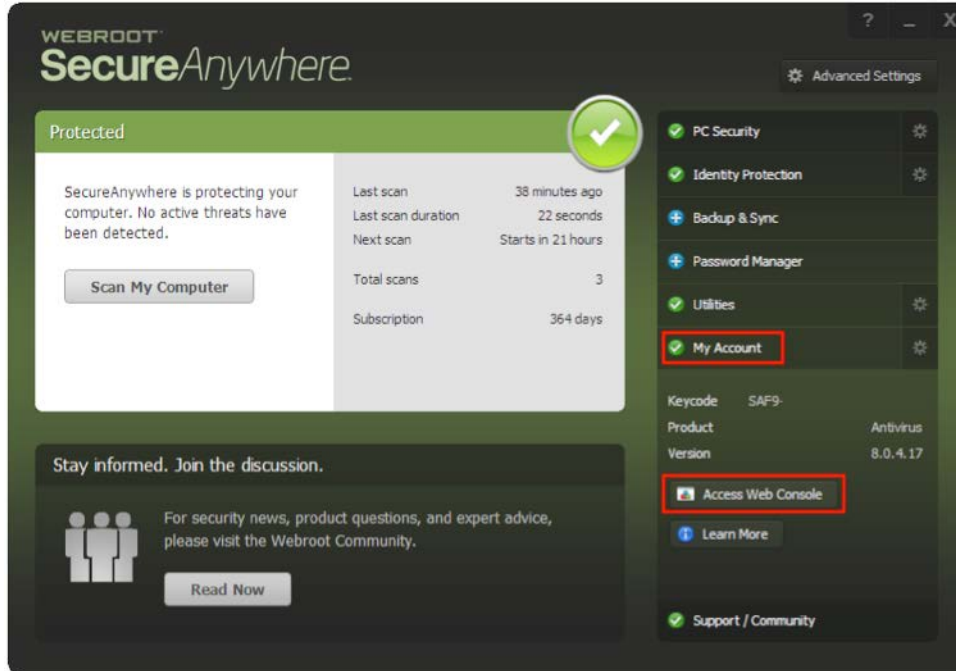 ? _ X
WEBROOT
SecureAnywhere.
Advanced Settings
Protected
SecureAnywhere is protecting your
computer. No active threats have
been detected.
Scan My Computer
Last scan 38 minutes ago
Last scan duration 22 seconds
Next scan Starts in 21 hours
Total scans 3
Subscription 364 days
Stay informed. Join the discussion.
For security news, product questions, and expert advice,
please visit the Webroot Community.
Read Now
PC Security
Identity Protection
Backup & Sync
Password Manager
Utilities
My Account
Keycode SAF9-
Product Antivirus
Version 8.0.4.17
Access Web Console
Learn More
Support / Community